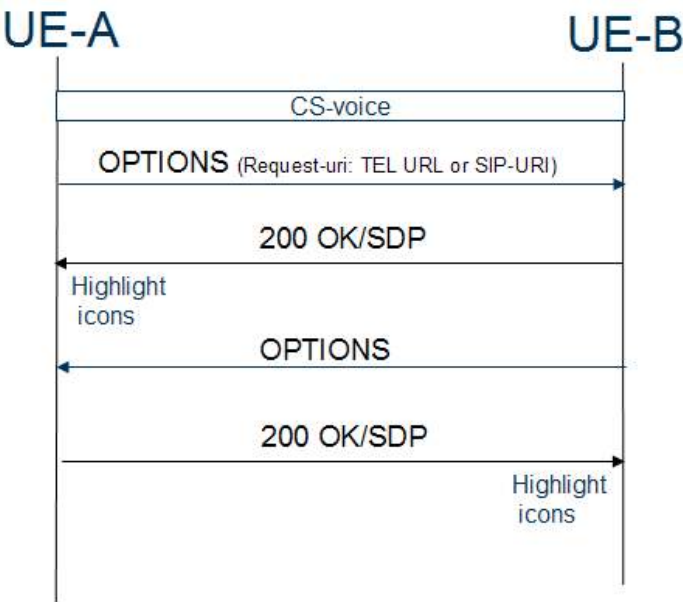 UE-A
UE-B
CS-voice
OPTIONS (Request-uri: TEL URL or SIP-URI)
200 OK/SDP
Highlight
icons
OPTIONS
200 OK/SDP
Highlight
icons